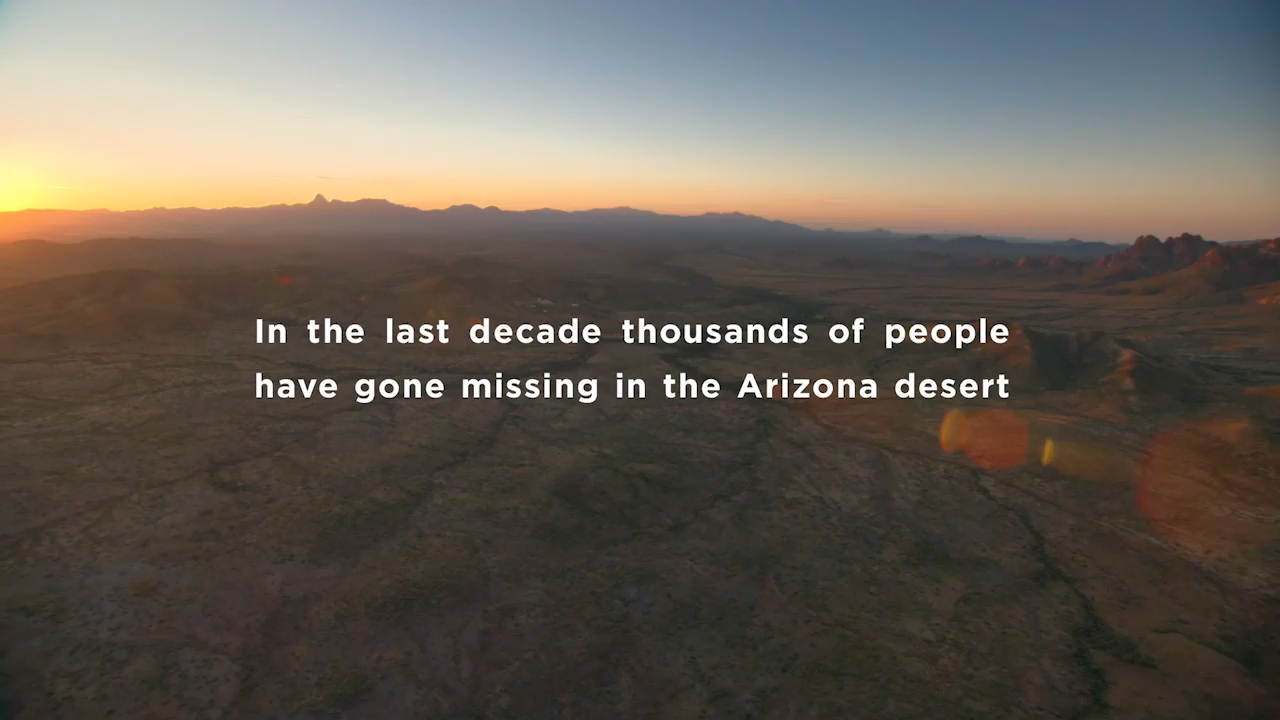 In the last decade thousands of people
have gone missing in the Arizona desert